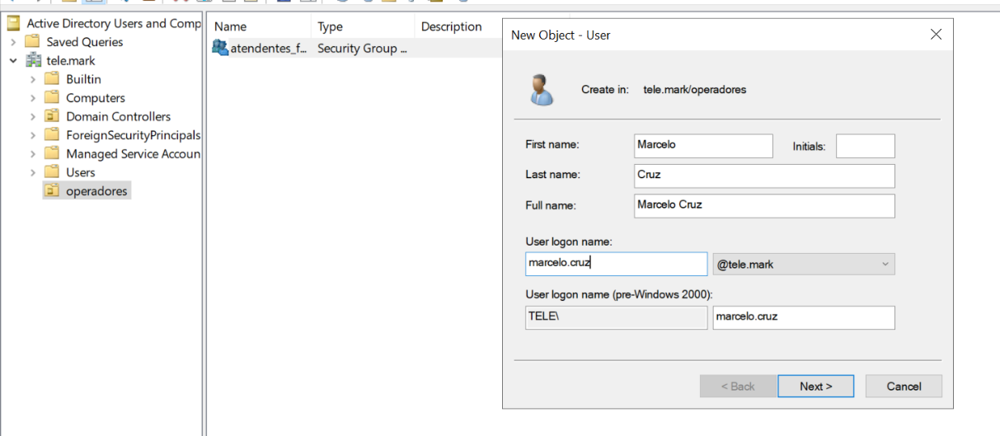 Active Directory Users and Comp
Saved Queries
tele.mark
Builtin
Computers
Domain Controllers
ForeignSecurityPrincipals
Managed Service Accoun
Users
operadores
Name Type Description
atendentes_f... Security Group ...
New Object - User
Create in: tele.mark/operadores
First name: Marcelo Initials:
Last name: Cruz
Full name: Marcelo Cruz
User logon name:
marcelo.cruz @tele.mark
User logon name (pre-Windows 2000):
TELE\ marcelo.cruz
< Back Next > Cancel